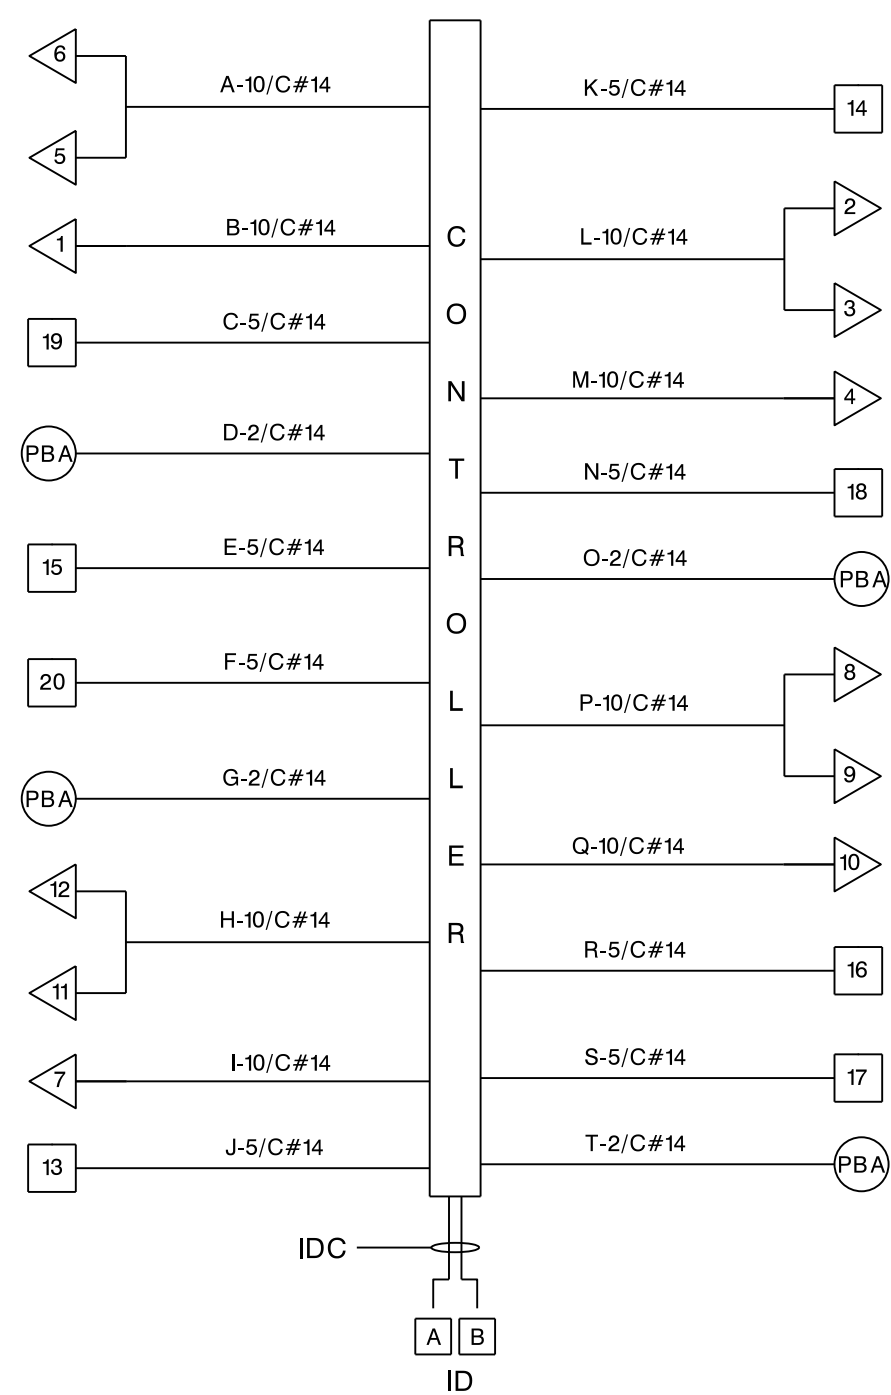 6
A-10/C#14
5
1
B-10/C#14
19
C-5/C#14
PBA
D-2/C#14
15
E-5/C#14
20
F-5/C#14
PBA
G-2/C#14
12
H-10/C#14
11
7
I-10/C#14
13
J-5/C#14
CONTROLLER
K-5/C#14
14
2
L-10/C#14
3
M-10/C#14
4
N-5/C#14
18
O-2/C#14
PBA
8
P-10/C#14
9
Q-10/C#14
10
R-5/C#14
16
S-5/C#14
17
T-2/C#14
PBA
IDC
A B
ID